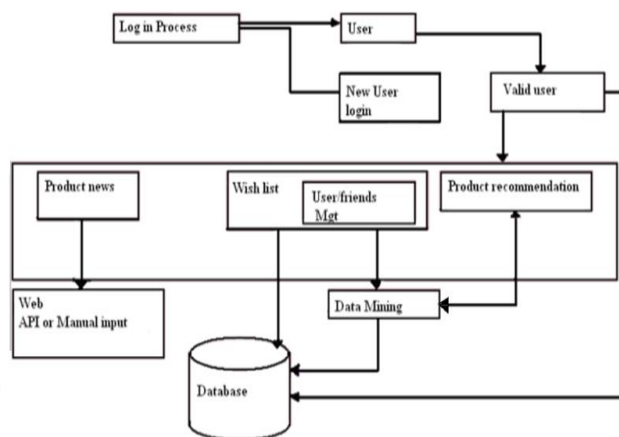 Log in Process
User
New User
login
Valid user
Product news
Wish list
User/friends
Mgt
Product recommendation
Web
API or Manual input
Data Mining
Database